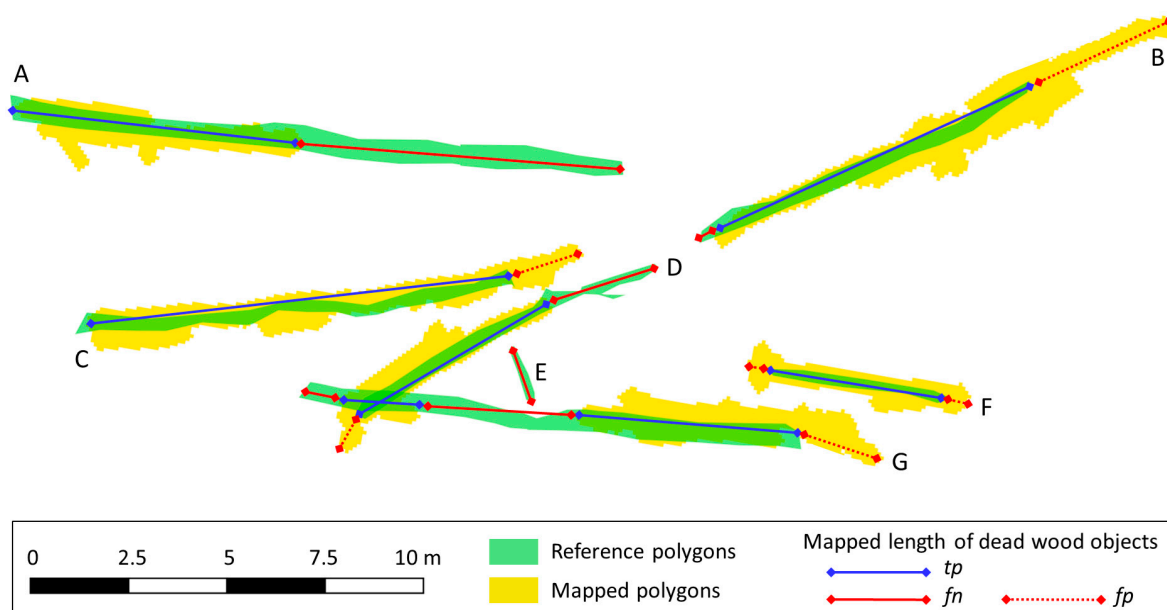 A
B
C
D
E
F
G
0 2.5 5 7.5 10 m
Reference polygons
Mapped polygons
Mapped length of dead wood objects
tp
fn fp